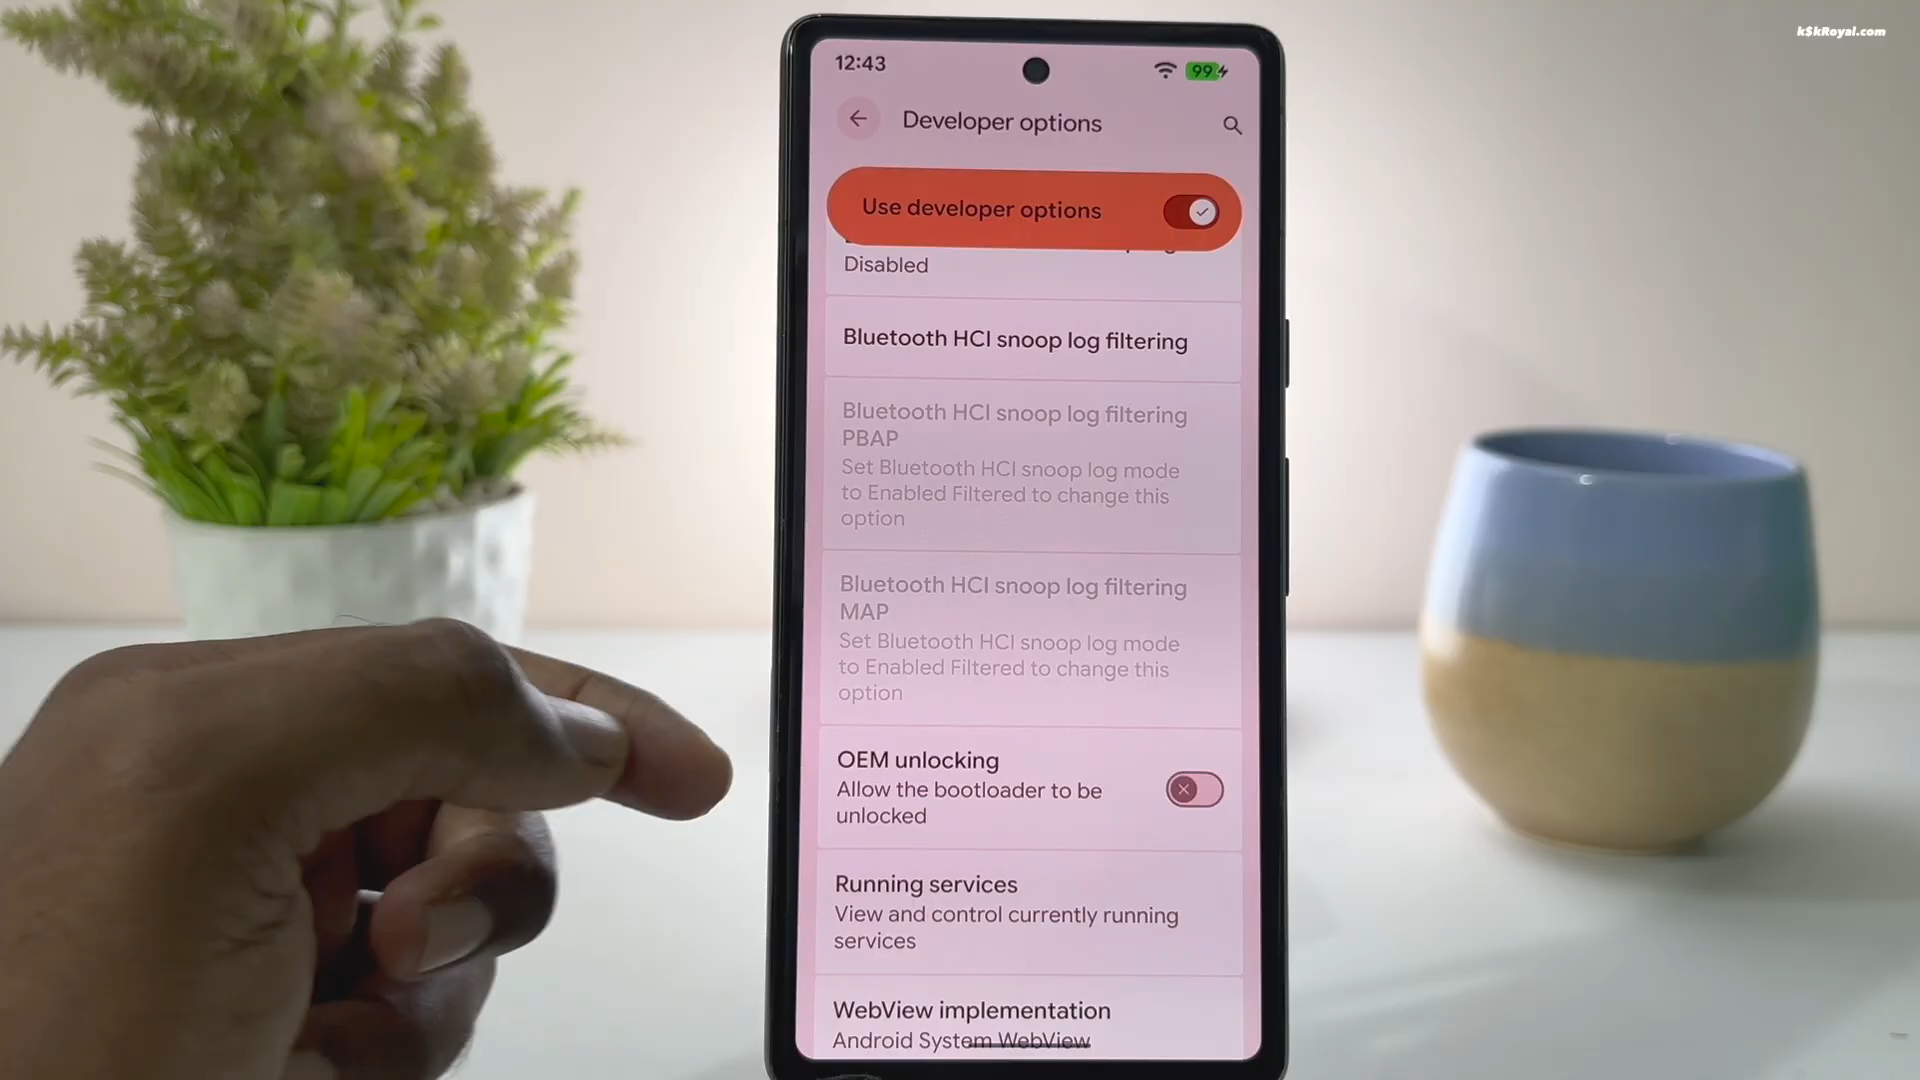 k$kRoyal.com
12:43
99
Developer options
Use developer options
Disabled
Bluetooth HCI snoop log filtering
Bluetooth HCI snoop log filtering
PBAP
Set Bluetooth HCI snoop log mode
to Enabled Filtered to change this
option
Bluetooth HCI snoop log filtering
MAP
Set Bluetooth HCI snoop log mode
to Enabled Filtered to change this
option
OEM unlocking
Allow the bootloader to be
unlocked
Running services
View and control currently running
services
WebView implementation
Android System WebView